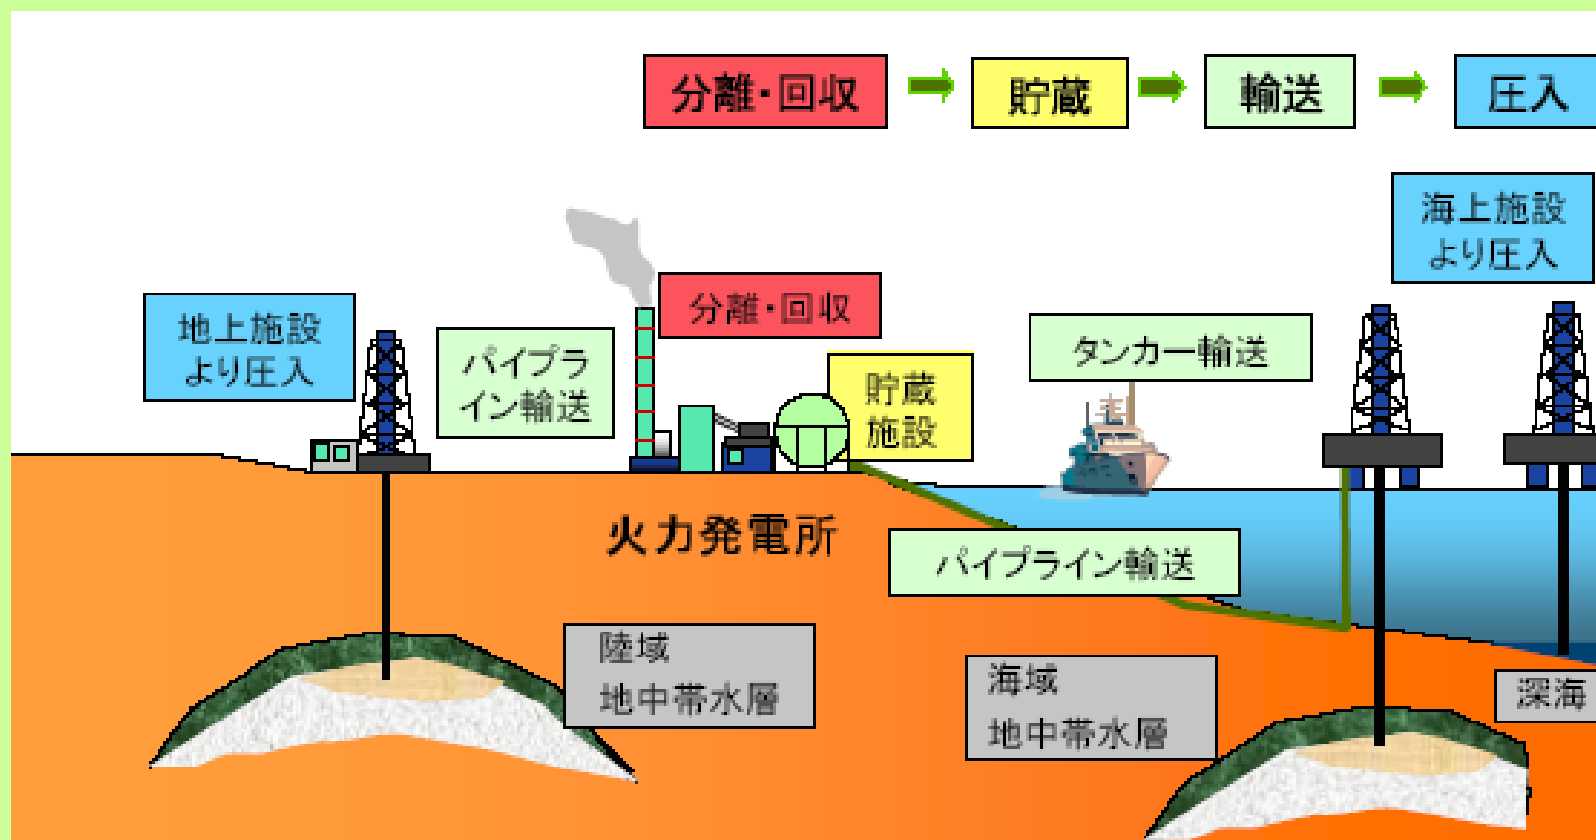 分離・回収
貯蔵
輸送
圧入
海上施設
より圧入
地上施設
より圧入
パイプラ
イン輸送
分離・回収
貯蔵
施設
タンカー輸送
火力発電所
パイプライン輸送
陸域
地中帯水層
海域
地中帯水層
深海